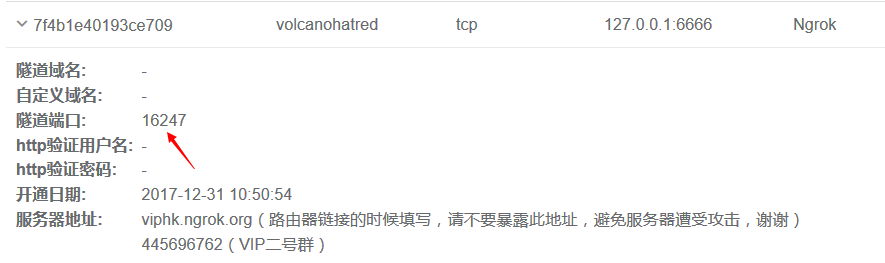 7f4b1e40193ce709 volcanohatred tcp 127.0.0.1:6666 Ngrok
隧道域名: -
自定义域名: -
隧道端口: 16247
http验证用户名: -
http验证密码: -
开通日期: 2017-12-31 10:50:54
服务器地址: viphk.ngrok.org（路由器链接的时候填写，请不要暴露此地址，避免服务器遭受攻击，谢谢）
445696762（VIP二号群）